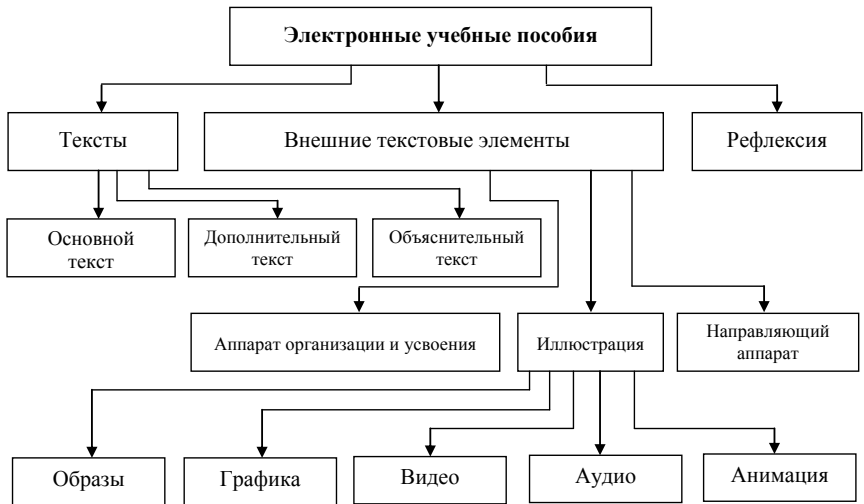 Электронные учебные пособия
Тексты
Внешние текстовые элементы
Рефлексия
Основной
текст
Дополнительный
текст
Объяснительный
текст
Аппарат организации и усвоения
Иллюстрация
Направляющий
аппарат
Образы
Графика
Видео
Аудио
Анимация